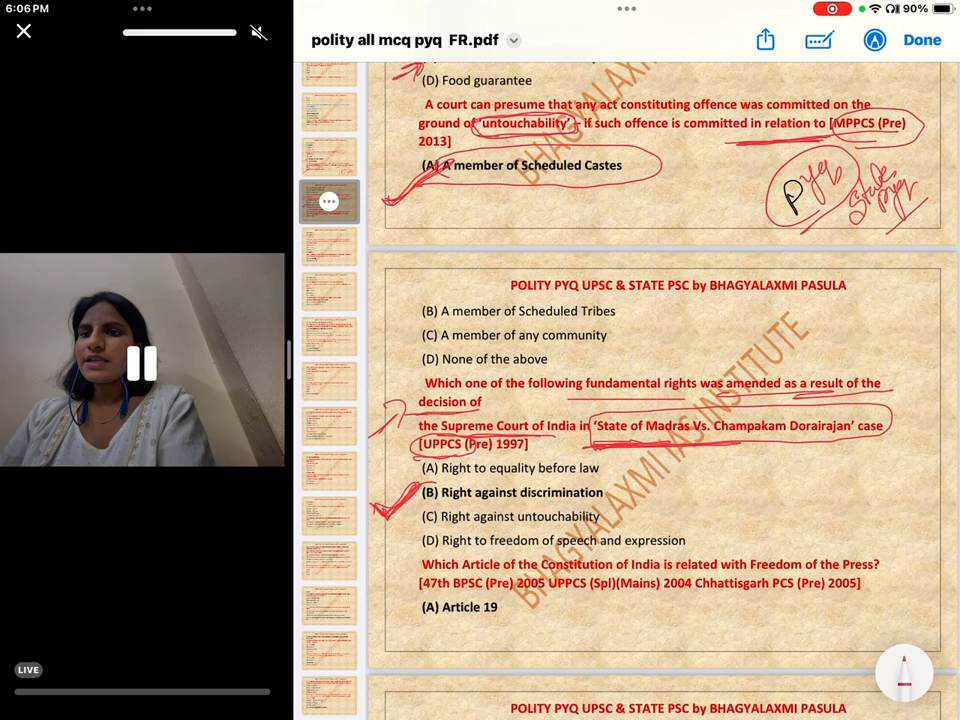 6:06 PM
90%
polity all mcq pyq FR.pdf
Done
(D) Food guarantee
A court can presume that any act constituting offence was committed on the
ground of 'untouchability' – If such offence is committed in relation to [MPPCS (Pre)
2013]
(A) A member of Scheduled Castes
Pyq
State
pyq
POLITY PYQ UPSC & STATE PSC by BHAGYALAXMI PASULA
(B) A member of Scheduled Tribes
(C) A member of any community
(D) None of the above
Which one of the following fundamental rights was amended as a result of the
decision of
the Supreme Court of India in 'State of Madras Vs. Champakam Dorairajan' case
[UPPCS (Pre) 1997]
(A) Right to equality before law
(B) Right against discrimination
(C) Right against untouchability
(D) Right to freedom of speech and expression
Which Article of the Constitution of India is related with Freedom of the Press?
[47th BPSC (Pre) 2005 UPPCS (Spl)(Mains) 2004 Chhattisgarh PCS (Pre) 2005]
(A) Article 19
BHAGYALAXMI IAS INSTITUTE
LIVE
POLITY PYQ UPSC & STATE PSC by BHAGYALAXMI PASULA